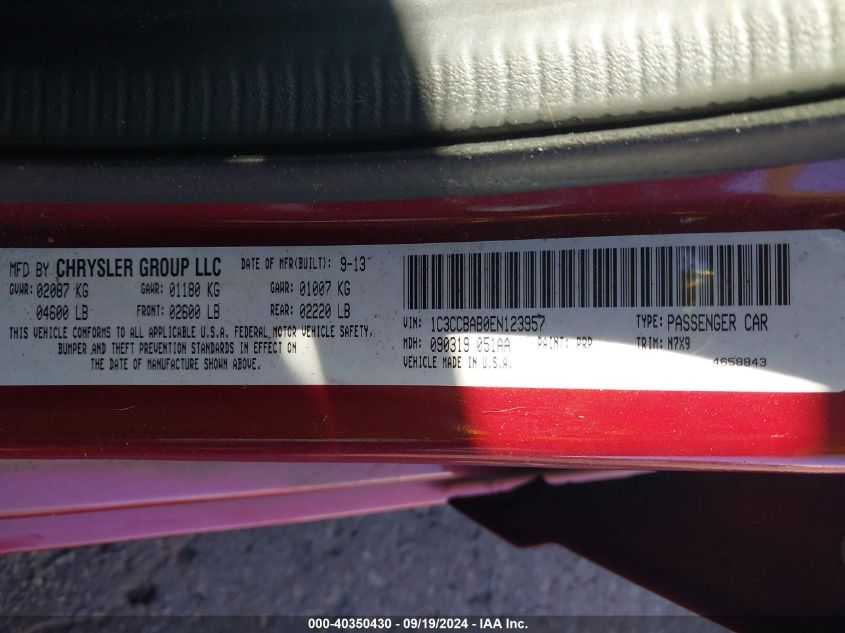 MFD BY CHRYSLER GROUP LLC DATE OF MFR(BUILT): 9-13
GVWR: 02087 KG GAWR: 01180 KG GAWR: 01007 KG
04600 LB FRONT: 02600 LB REAR: 02220 LB
THIS VEHICLE CONFORMS TO ALL APPLICABLE U.S.A. FEDERAL MOTOR VEHICLE SAFETY,
BUMPER AND THEFT PREVENTION STANDARDS IN EFFECT ON
THE DATE OF MANUFACTURE SHOWN ABOVE.
VIN: 1C3CCBAB0EN123957 TYPE: PASSENGER CAR
MDH: 090319 051AA PAINT: PRP TRIM: N7X9
VEHICLE MADE IN U.S.A. 4658843
000-40350430 - 09/19/2024 - IAA Inc.